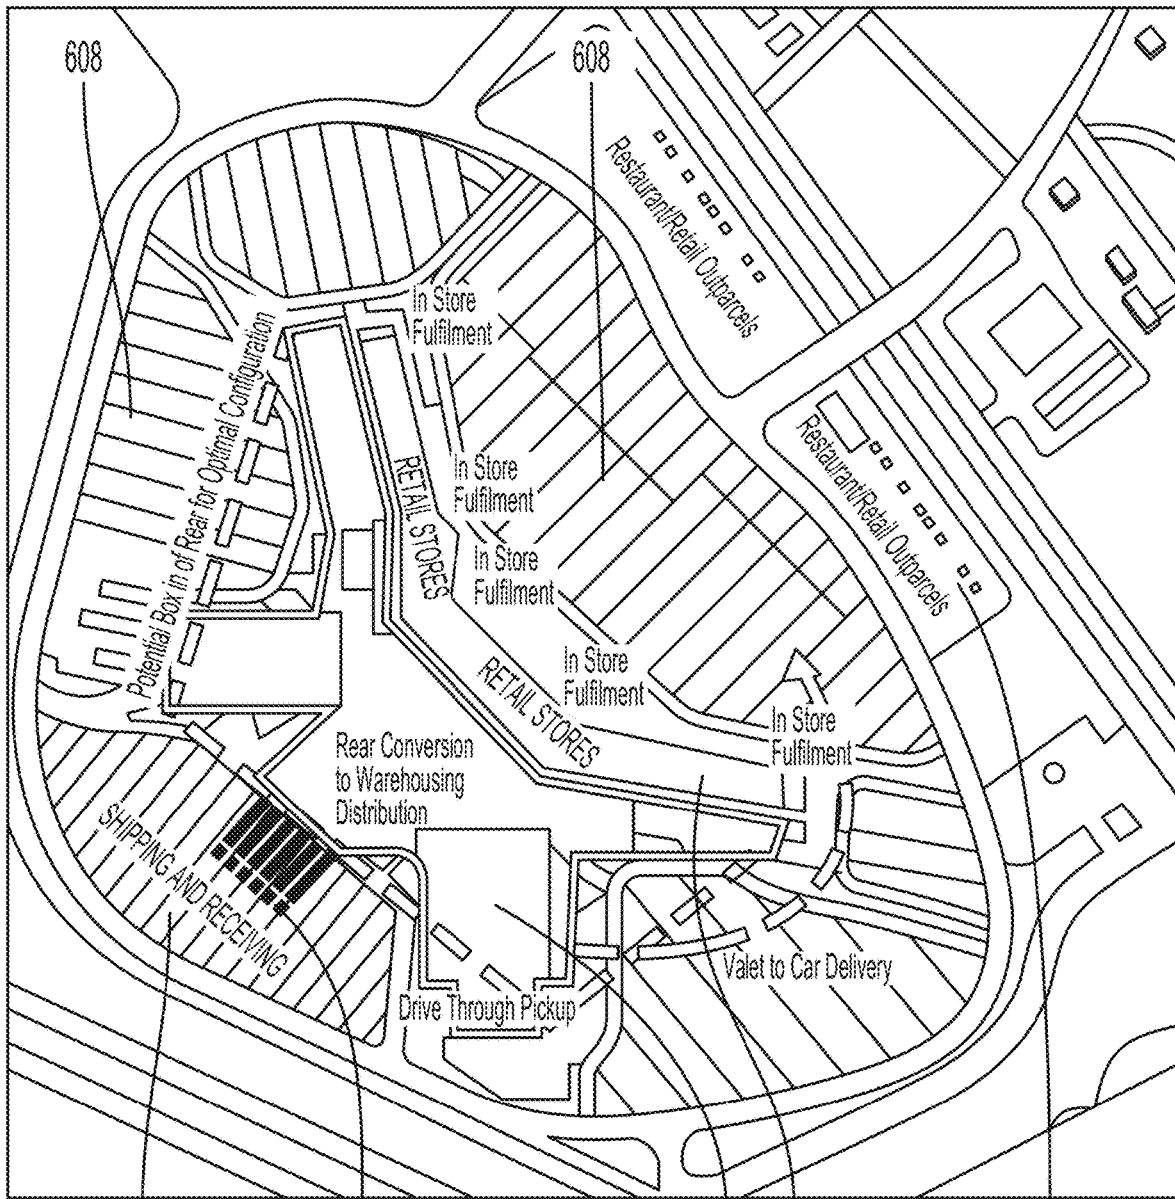 608
608
Restaurant/Retail Outparcels
In Store
Fulfilment
Potential Box in of Rear for Optimal Configuration
Restaurant/Retail Outparcels
RETAIL STORES
In Store
Fulfilment
In Store
Fulfilment
In Store
Fulfilment
RETAIL STORES
In Store
Fulfilment
Rear Conversion
to Warehousing
Distribution
SHIPPING AND RECEIVING
Valet to Car Delivery
Drive Through Pickup